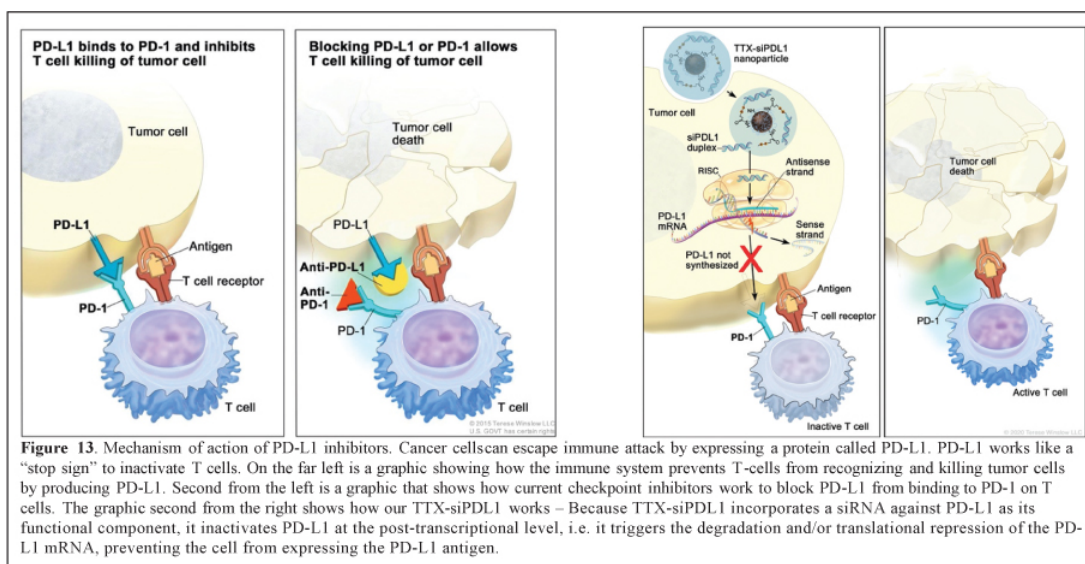 PD-L1 binds to PD-1 and inhibits
T cell killing of tumor cell
Tumor cell
PD-L1
Antigen
T cell receptor
PD-1
T cell
Blocking PD-L1 or PD-1 allows
T cell killing of tumor cell
Tumor cell
death
PD-L1
Anti-PD-L1
Anti-
PD-1
PD-1
Antigen
T cell receptor
T cell
© 2015 Terese Winslow LLC
U.S. GOVT has certain rights
TTX-siPDL1
nanoparticle
Tumor cell
siPDL1
duplex
Antisense
strand
RISC
PD-L1
mRNA
Sense
strand
PD-L1 not
synthesized
X
Antigen
T cell receptor
PD-1
Inactive T cell
Tumor cell
death
PD-1
Active T cell
Figure 13. Mechanism of action of PD-L1 inhibitors. Cancer cellscan escape immune attack by expressing a protein called PD-L1. PD-L1 works like a
“stop sign” to inactivate T cells. On the far left is a graphic showing how the immune system prevents T-cells from recognizing and killing tumor cells
by producing PD-L1. Second from the left is a graphic that shows how current checkpoint inhibitors work to block PD-L1 from binding to PD-1 on T
cells. The graphic second from the right shows how our TTX-siPDL1 works – Because TTX-siPDL1 incorporates a siRNA against PD-L1 as its
functional component, it inactivates PD-L1 at the post-transcriptional level, i.e. it triggers the degradation and/or translational repression of the PD-
L1 mRNA, preventing the cell from expressing the PD-L1 antigen.